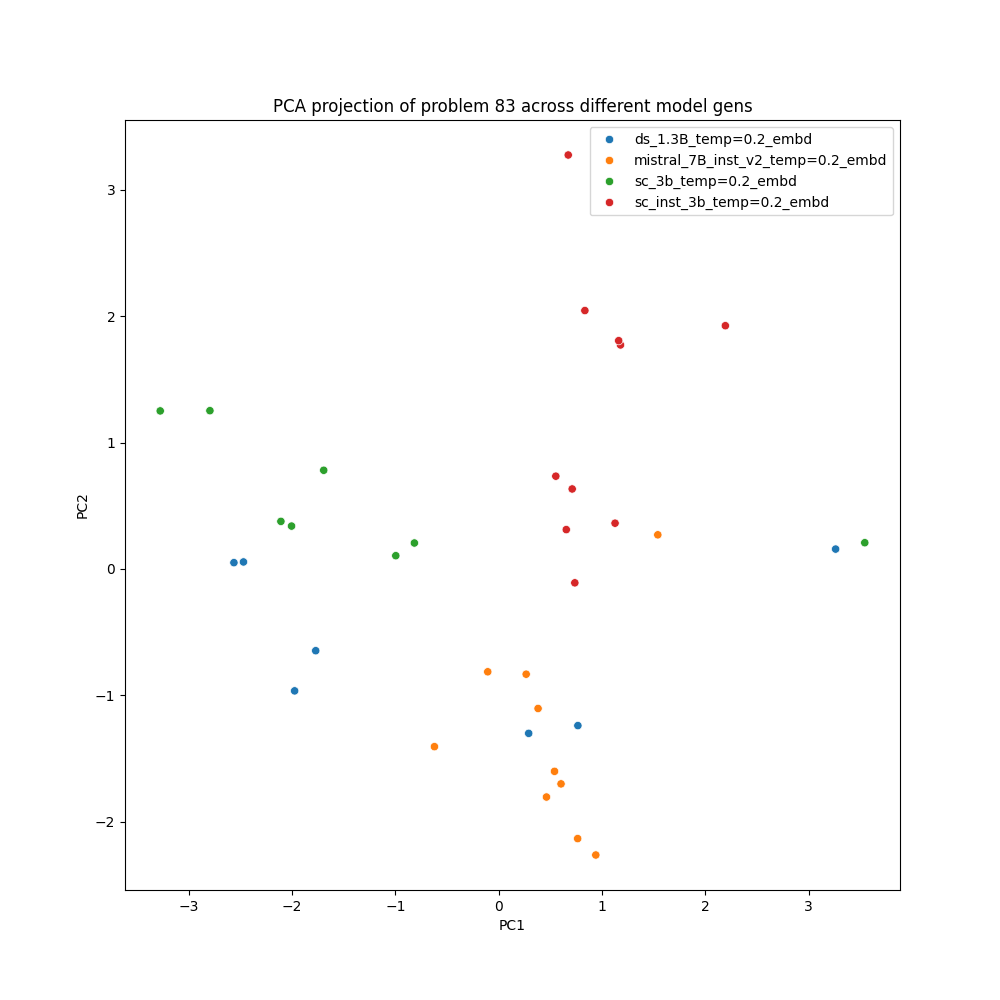 PCA projection of problem 83 across different model gens
ds_1.3B_temp=0.2_embd
mistral_7B_inst_v2_temp=0.2_embd
sc_3b_temp=0.2_embd
sc_inst_3b_temp=0.2_embd
3
2
1
0
−1
−2
PC2
−3
−2
−1
0
1
2
3
PC1